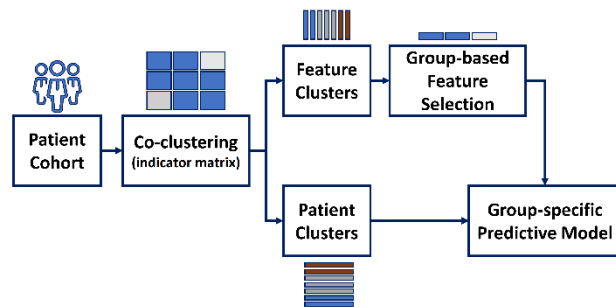 Patient
Cohort
Co-clustering
(indicator matrix)
Feature
Clusters
Group-based
Feature
Selection
Patient
Clusters
Group-specific
Predictive Model